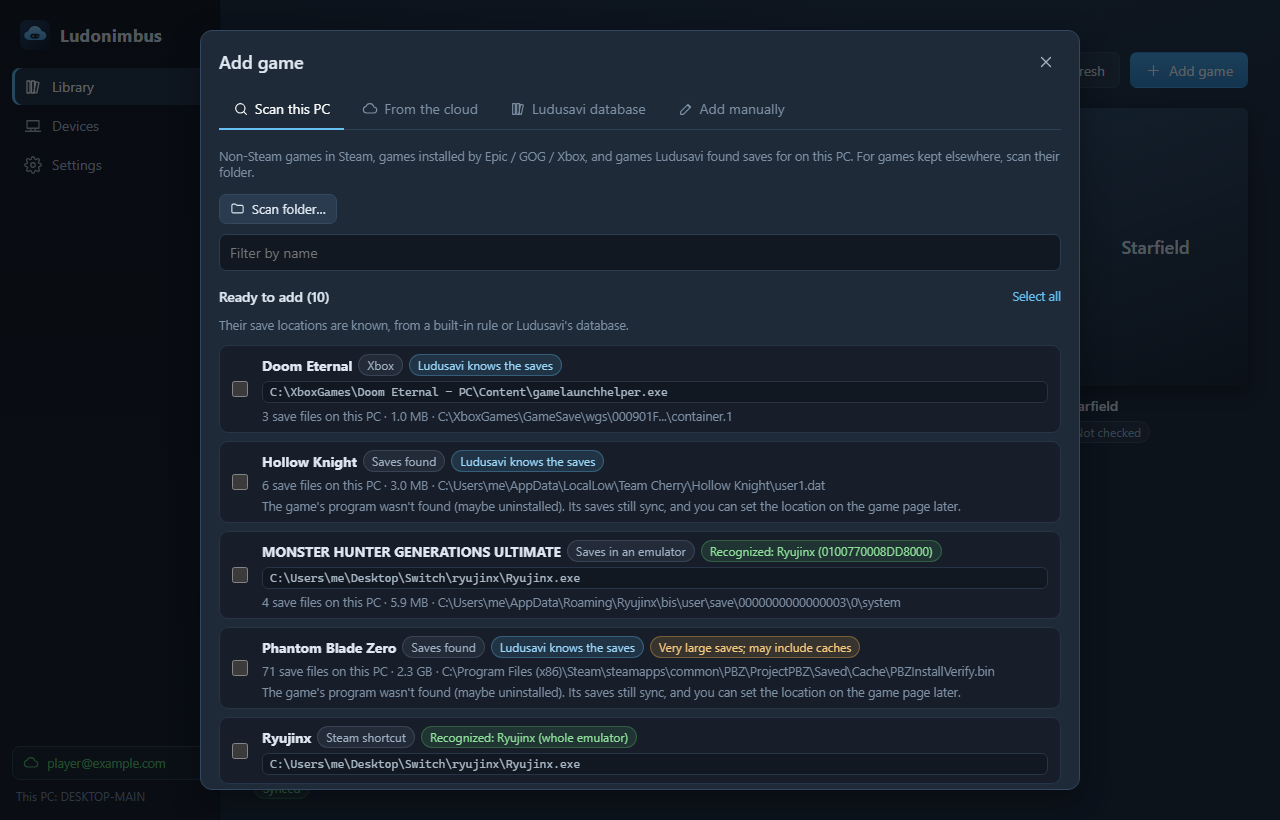 Ludonimbus
Library
Devices
Settings
player@example.com
This PC: DESKTOP-MAIN
Add game
Scan this PC
From the cloud
Ludusavi database
Add manually
Non-Steam games in Steam, games installed by Epic / GOG / Xbox, and games Ludusavi found saves for on this PC. For games kept elsewhere, scan their
folder.
Scan folder...
Filter by name
Ready to add (10)
Select all
Their save locations are known, from a built-in rule or Ludusavi's database.
Doom Eternal Xbox Ludusavi knows the saves
C:\XboxGames\Doom Eternal – PC\Content\gamelaunchhelper.exe
3 save files on this PC · 1.0 MB · C:\XboxGames\GameSave\wgs\000901F...\container.1
Hollow Knight Saves found Ludusavi knows the saves
6 save files on this PC · 3.0 MB · C:\Users\me\AppData\LocalLow\Team Cherry\Hollow Knight\user1.dat
The game's program wasn't found (maybe uninstalled). Its saves still sync, and you can set the location on the game page later.
MONSTER HUNTER GENERATIONS ULTIMATE Saves in an emulator Recognized: Ryujinx (0100770008DD8000)
C:\Users\me\Desktop\Switch\ryujinx\Ryujinx.exe
4 save files on this PC · 5.9 MB · C:\Users\me\AppData\Roaming\Ryujinx\bis\user\save\0000000000000003\0\system
Phantom Blade Zero Saves found Ludusavi knows the saves Very large saves; may include caches
71 save files on this PC · 2.3 GB · C:\Program Files (x86)\Steam\steamapps\common\PBZ\ProjectPBZ\Saved\Cache\PBZInstallVerify.bin
The game's program wasn't found (maybe uninstalled). Its saves still sync, and you can set the location on the game page later.
Ryujinx Steam shortcut Recognized: Ryujinx (whole emulator)
C:\Users\me\Desktop\Switch\ryujinx\Ryujinx.exe
resh
Add game
Starfield
arfield
Not checked
Synced